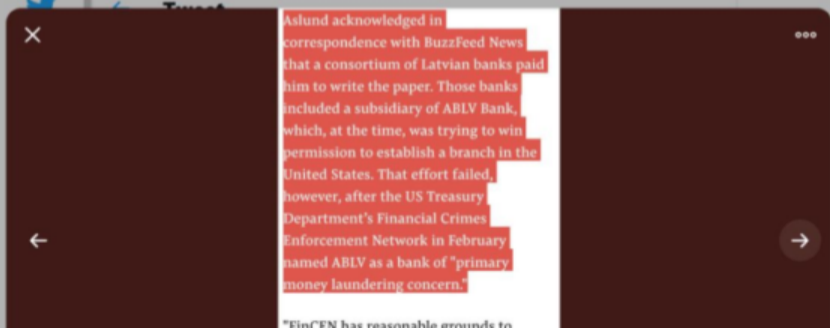 Tweet
Aslund acknowledged in
correspondence with BuzzFeed News
that a consortium of Latvian banks paid
him to write the paper. Those banks
included a subsidiary of ABLV Bank,
which, at the time, was trying to win
permission to establish a branch in the
United States. That effort failed,
however, after the US Treasury
Department's Financial Crimes
Enforcement Network in February
named ABLV as a bank of "primary
money laundering concern."
"FinCEN has reasonable grounds to